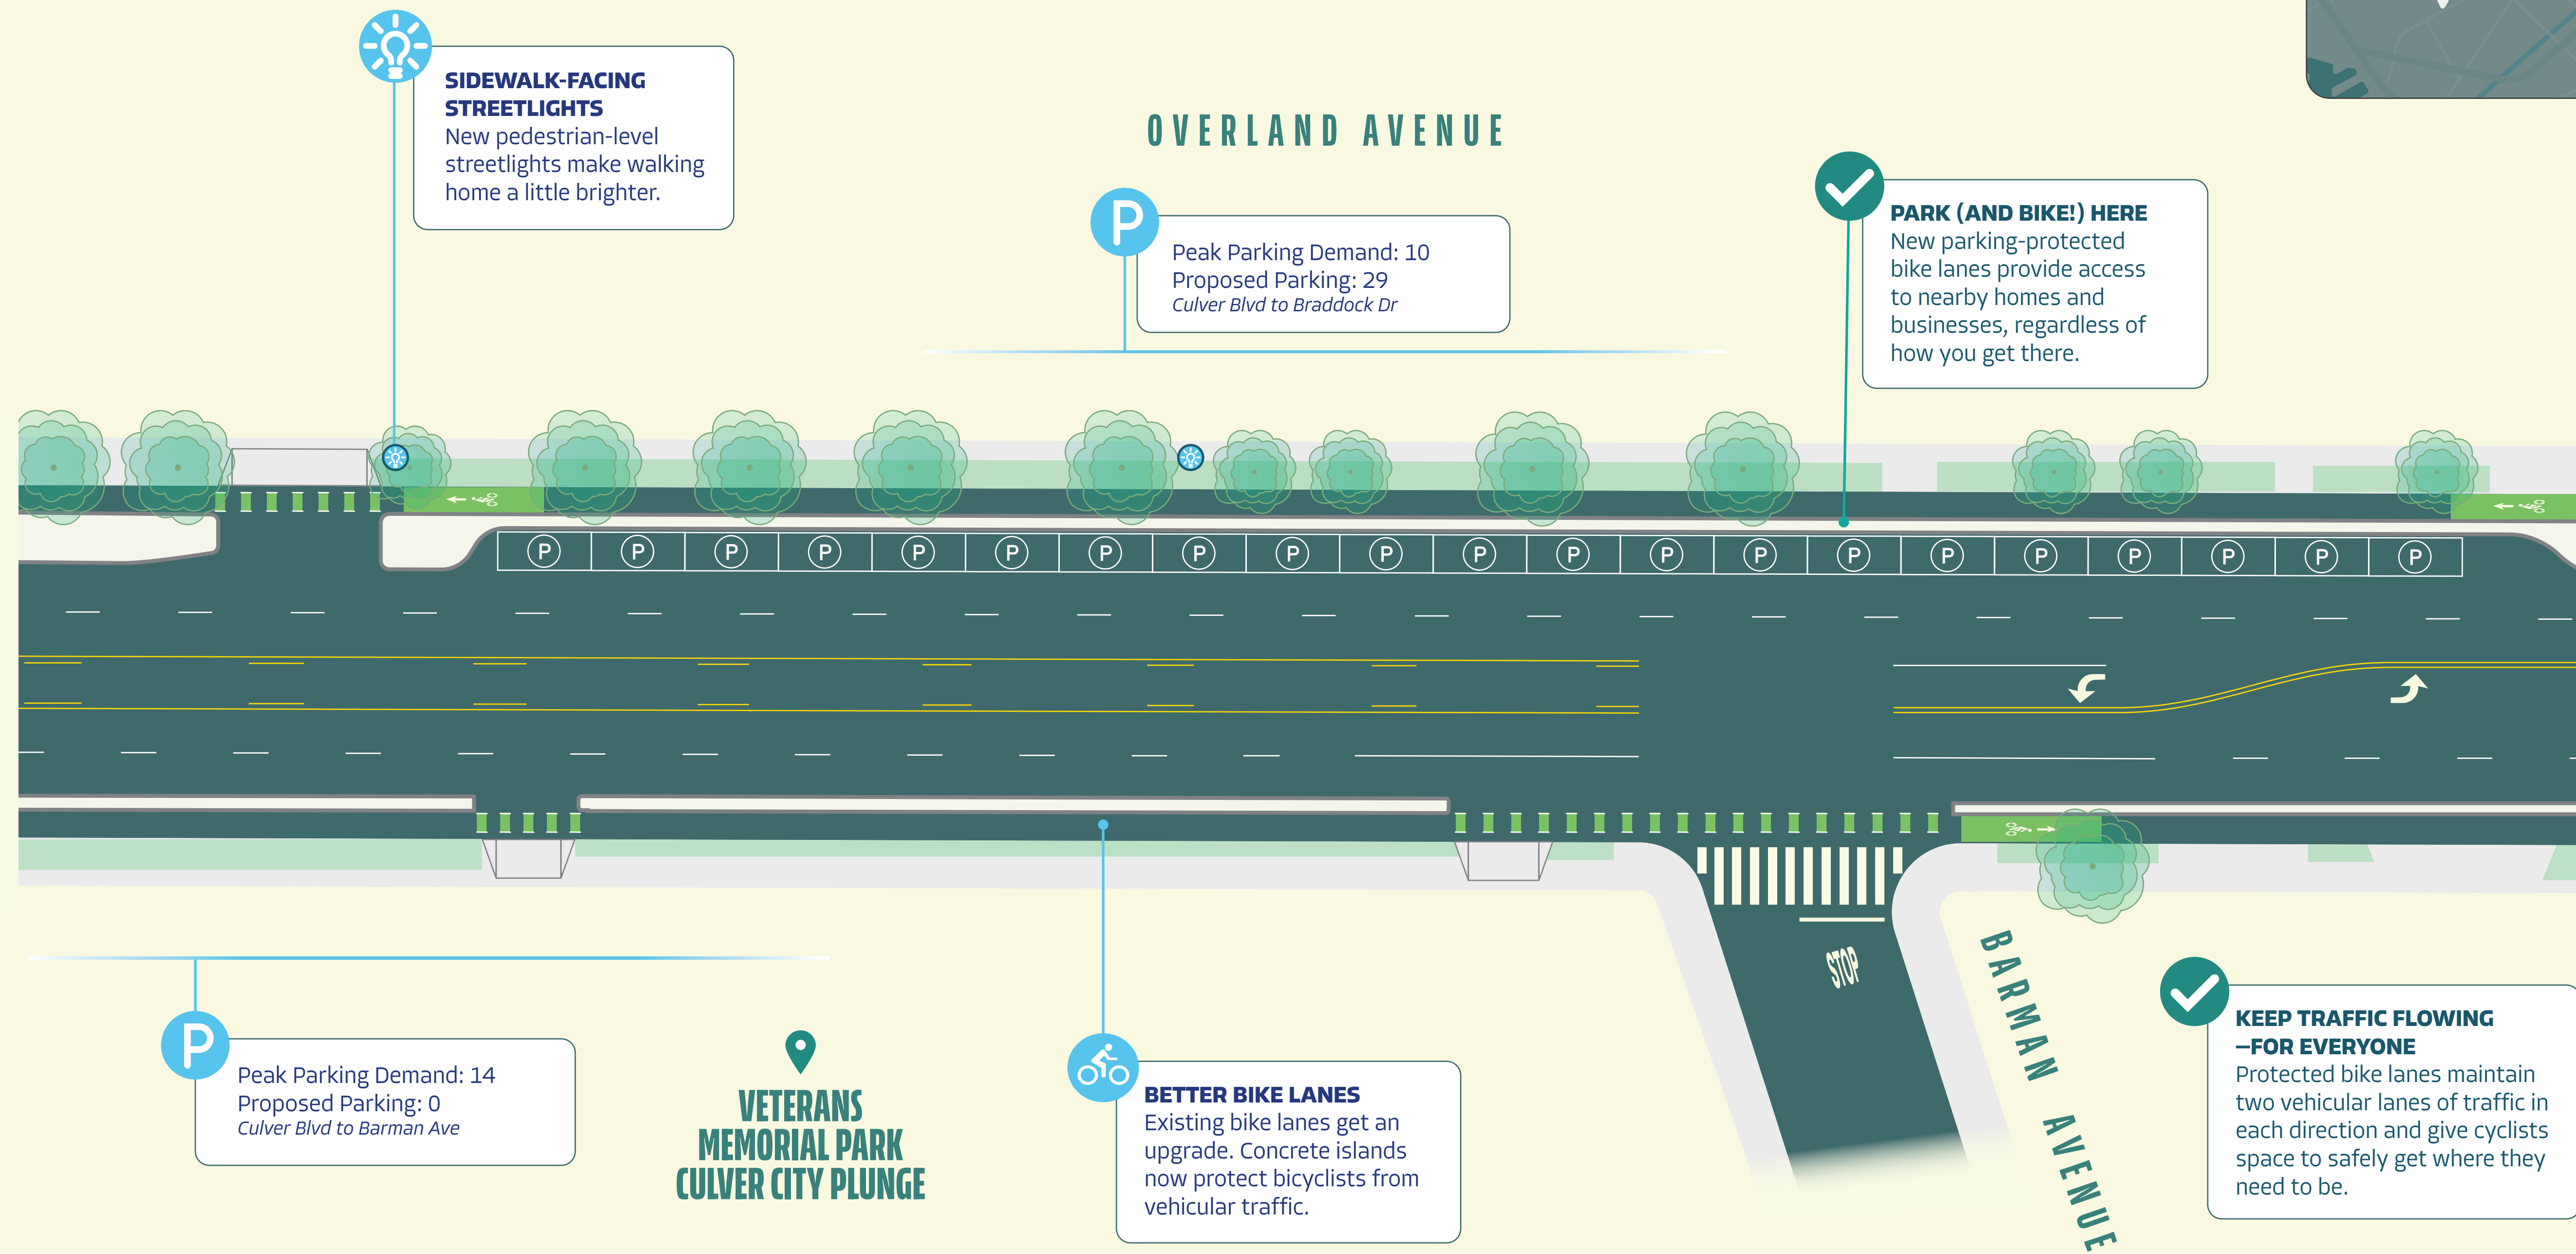 SIDEWALK-FACING
STREETLIGHTS
New pedestrian-level
streetlights make walking
home a little brighter.
OVERLAND AVENUE
P
Peak Parking Demand: 10
Proposed Parking: 29
Culver Blvd to Braddock Dr
PARK (AND BIKE!) HERE
New parking-protected
bike lanes provide access
to nearby homes and
businesses, regardless of
how you get there.
P P P P P P P P P P P P P P P P P P P P P
STOP
BARMAN AVENUE
P
Peak Parking Demand: 14
Proposed Parking: 0
Culver Blvd to Barman Ave
VETERANS
MEMORIAL PARK
CULVER CITY PLUNGE
BETTER BIKE LANES
Existing bike lanes get an
upgrade. Concrete islands
now protect bicyclists from
vehicular traffic.
KEEP TRAFFIC FLOWING
–FOR EVERYONE
Protected bike lanes maintain
two vehicular lanes of traffic in
each direction and give cyclists
space to safely get where they
need to be.